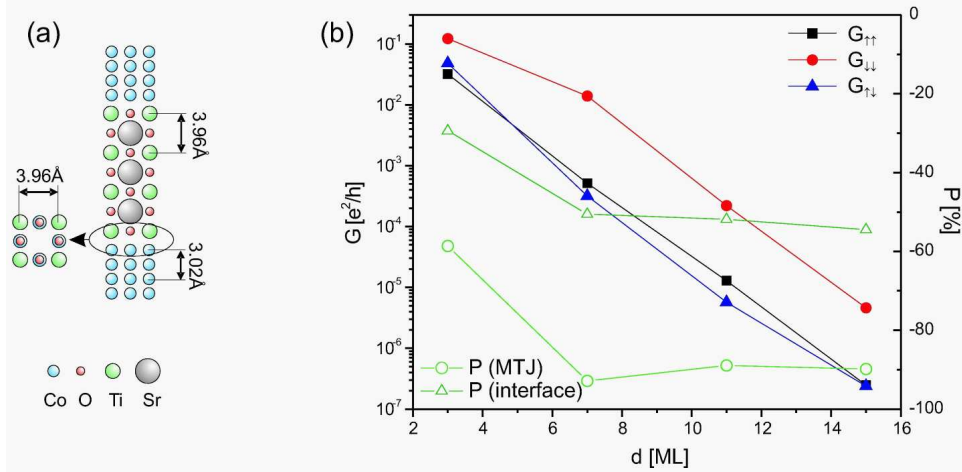 (a)
3.96Å
3.96Å
3.02Å
Co O Ti Sr
(b)
G↑↑
G↓↓
G↑↓
P (MTJ)
P (interface)
G [e²/h]
10⁻¹
10⁻²
10⁻³
10⁻⁴
10⁻⁵
10⁻⁶
10⁻⁷
2 4 6 8 10 12 14 16
d [ML]
0
-20
-40
-60
-80
-100
P [%]